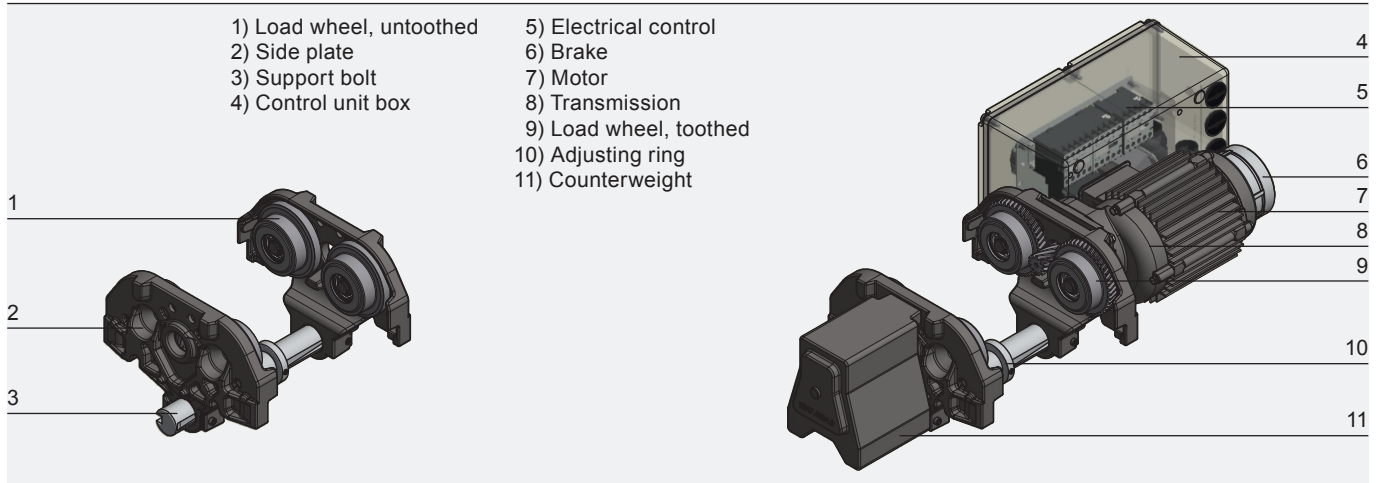 1) Load wheel, untoothed
2) Side plate
3) Support bolt
4) Control unit box
5) Electrical control
6) Brake
7) Motor
8) Transmission
9) Load wheel, toothed
10) Adjusting ring
11) Counterweight
1
2
3
4
5
6
7
8
9
10
11